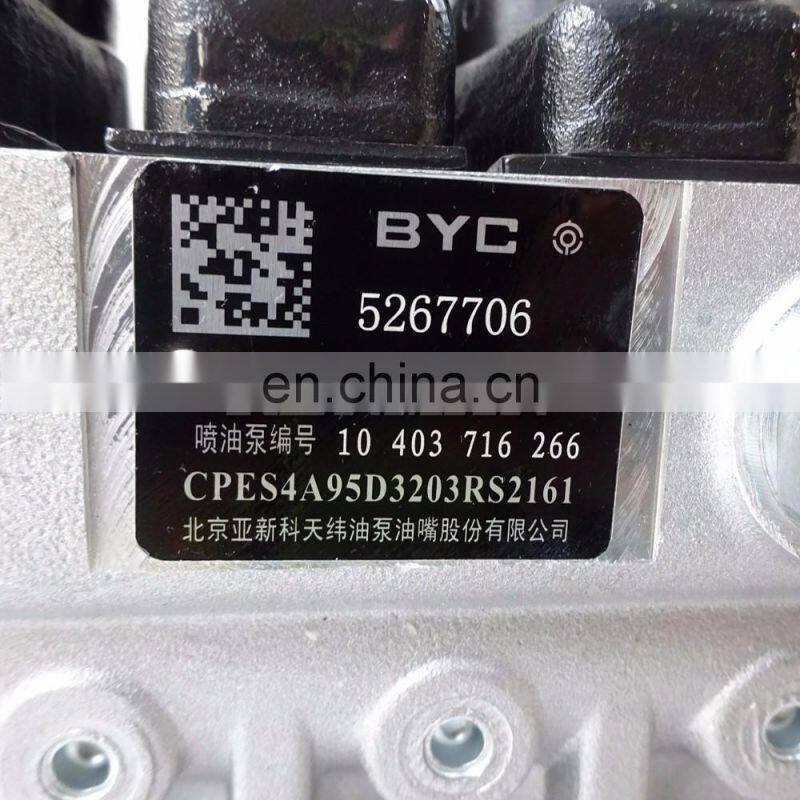 BYC
5267706
en.china.cn
喷油泵编号 10 403 716 266
CPES4A95D3203RS2161
北京亚新科天纬油泵油嘴股份有限公司